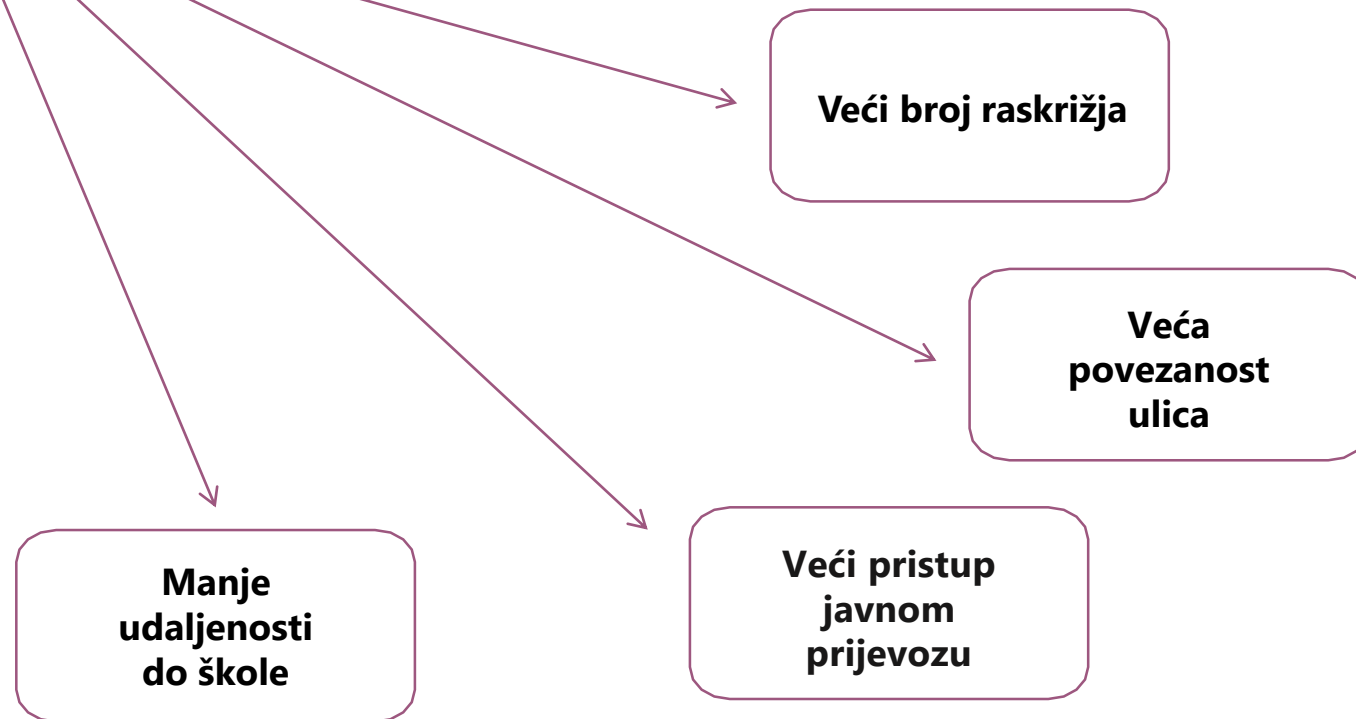 Veći broj raskrižja
Veća
povezanost
ulica
Manje
udaljenosti
do škole
Veći pristup
javnom
prijevozu